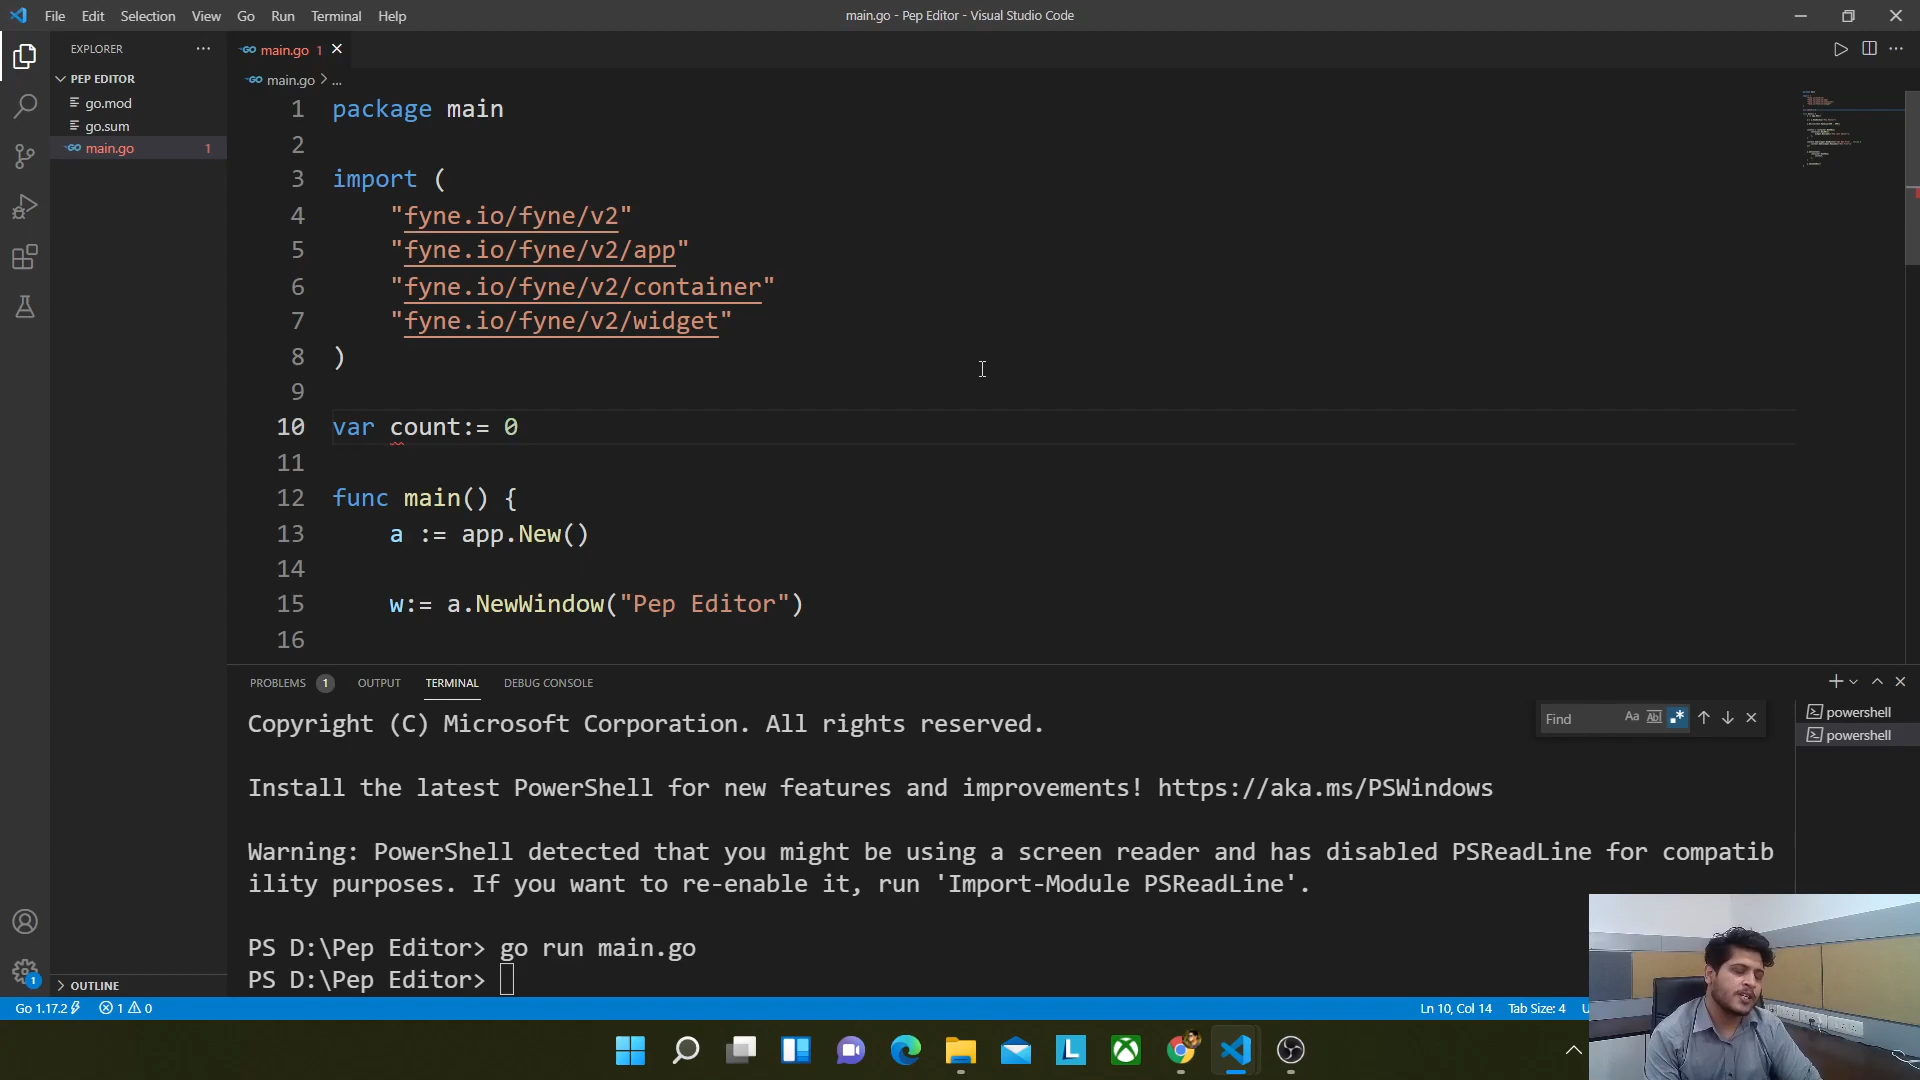 File Edit Selection View Go Run Terminal Help
main.go - Pep Editor - Visual Studio Code
EXPLORER
PEP EDITOR
go.mod
go.sum
main.go 1
main.go 1
main.go > ...
1 package main
2
3 import (
4 "fyne.io/fyne/v2"
5 "fyne.io/fyne/v2/app"
6 "fyne.io/fyne/v2/container"
7 "fyne.io/fyne/v2/widget"
8 )
9
10 var count:= 0
11
12 func main() {
13 a := app.New()
14
15 w:= a.NewWindow("Pep Editor")
16
PROBLEMS 1 OUTPUT TERMINAL DEBUG CONSOLE
Find Aa Abl .*
powershell
powershell
Copyright (C) Microsoft Corporation. All rights reserved.
Install the latest PowerShell for new features and improvements! https://aka.ms/PSWindows
Warning: PowerShell detected that you might be using a screen reader and has disabled PSReadLine for compatib
ility purposes. If you want to re-enable it, run 'Import-Module PSReadLine'.
PS D:\Pep Editor> go run main.go
PS D:\Pep Editor>
OUTLINE
1
Go 1.17.2 1 0 Ln 10, Col 14 Tab Size: 4
L